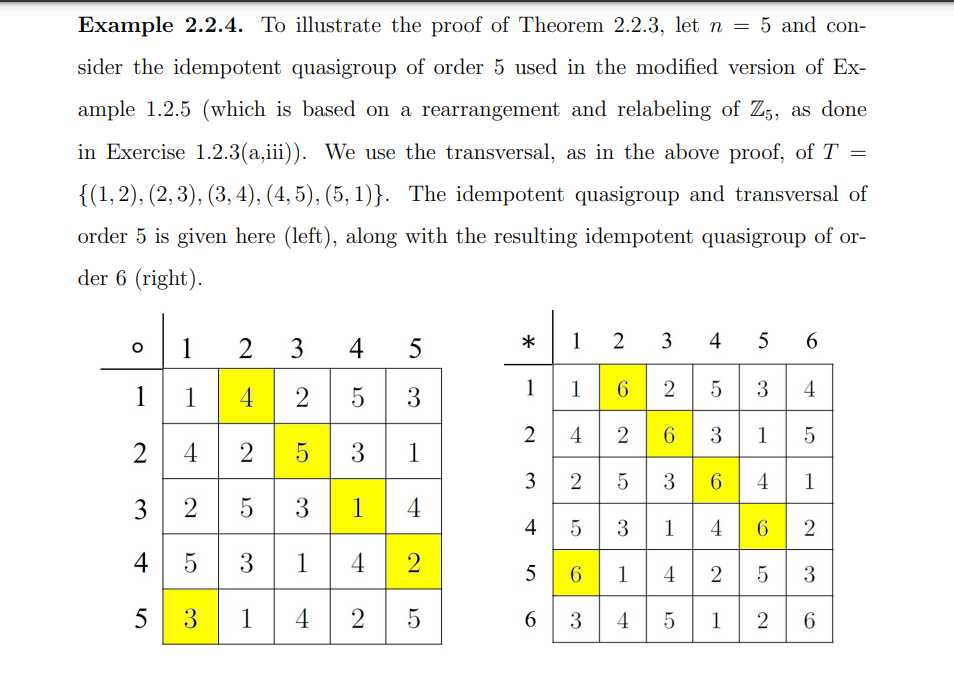 Example 2.2.4. To illustrate the proof of Theorem 2.2.3, let n = 5 and con-
sider the idempotent quasigroup of order 5 used in the modified version of Ex-
ample 1.2.5 (which is based on a rearrangement and relabeling of ℤ₅, as done
in Exercise 1.2.3(a,iii)). We use the transversal, as in the above proof, of T =
{(1, 2), (2, 3), (3, 4), (4, 5), (5, 1)}. The idempotent quasigroup and transversal of
order 5 is given here (left), along with the resulting idempotent quasigroup of or-
der 6 (right).
∘ 1 2 3 4 5
1 1 4 2 5 3
2 4 2 5 3 1
3 2 5 3 1 4
4 5 3 1 4 2
5 3 1 4 2 5
* 1 2 3 4 5 6
1 1 6 2 5 3 4
2 4 2 6 3 1 5
3 2 5 3 6 4 1
4 5 3 1 4 6 2
5 6 1 4 2 5 3
6 3 4 5 1 2 6